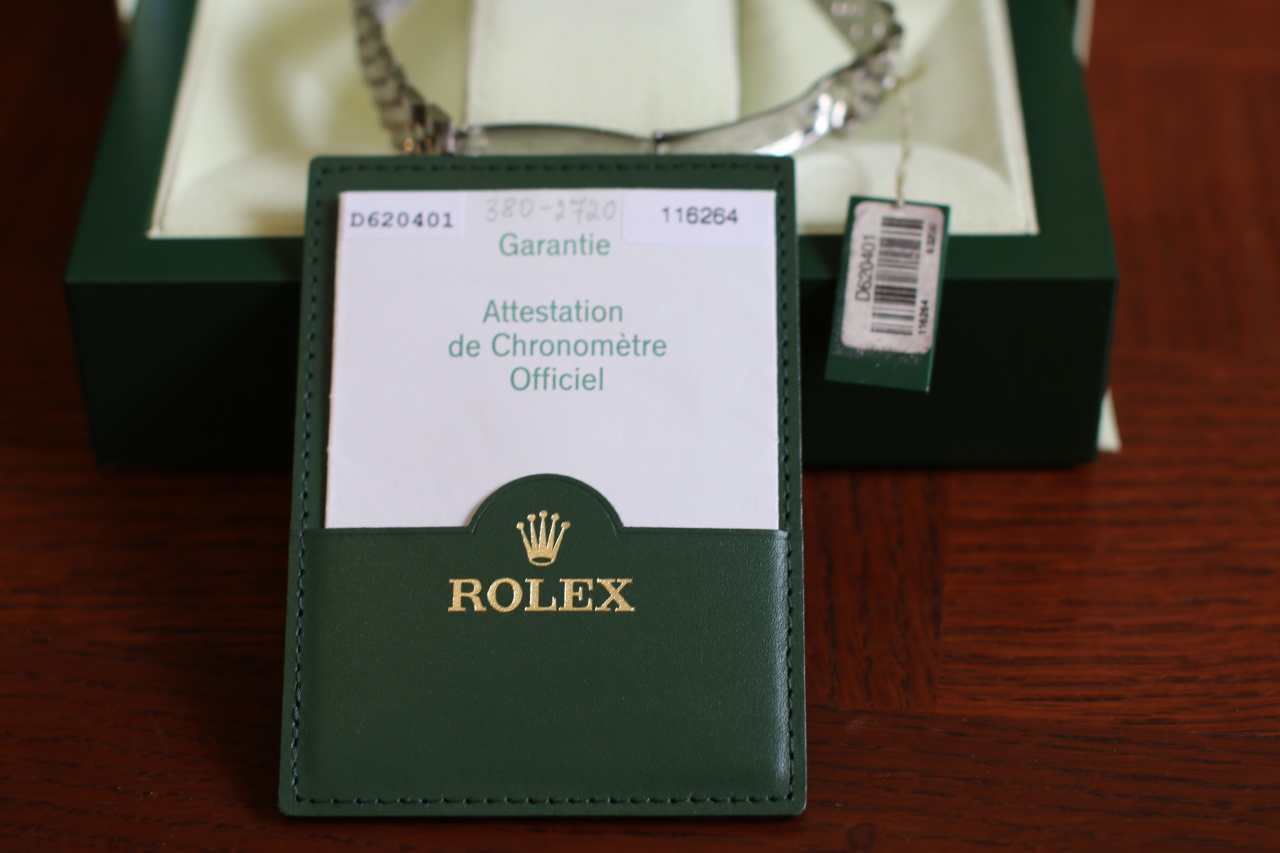 D620401
380-2720
116264
Garantie
Attestation
de Chronomètre
Officiel
ROLEX
D620401
116264